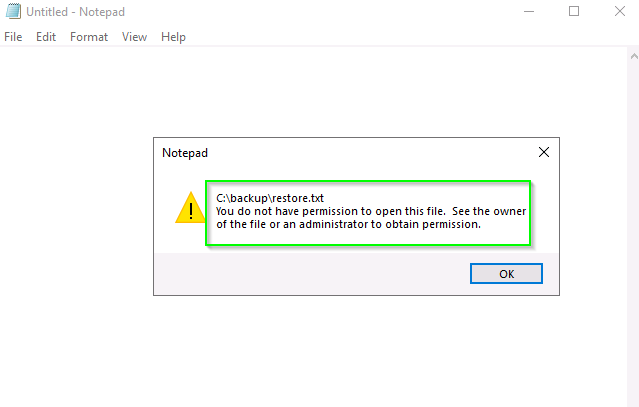 Untitled - Notepad
File Edit Format View Help
Notepad
C:\backup\restore.txt
You do not have permission to open this file.  See the owner
of the file or an administrator to obtain permission.
OK